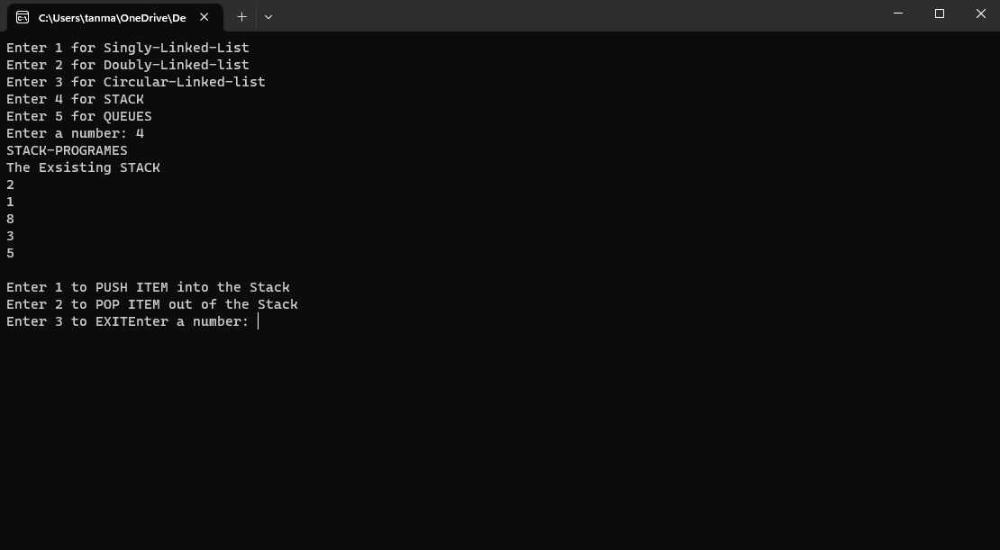 C:\Users\tanma\OneDrive\De
Enter 1 for Singly-Linked-List
Enter 2 for Doubly-Linked-list
Enter 3 for Circular-Linked-list
Enter 4 for STACK
Enter 5 for QUEUES
Enter a number: 4
STACK-PROGRAMES
The Exsisting STACK
2
1
8
3
5
Enter 1 to PUSH ITEM into the Stack
Enter 2 to POP ITEM out of the Stack
Enter 3 to EXITEnter a number: